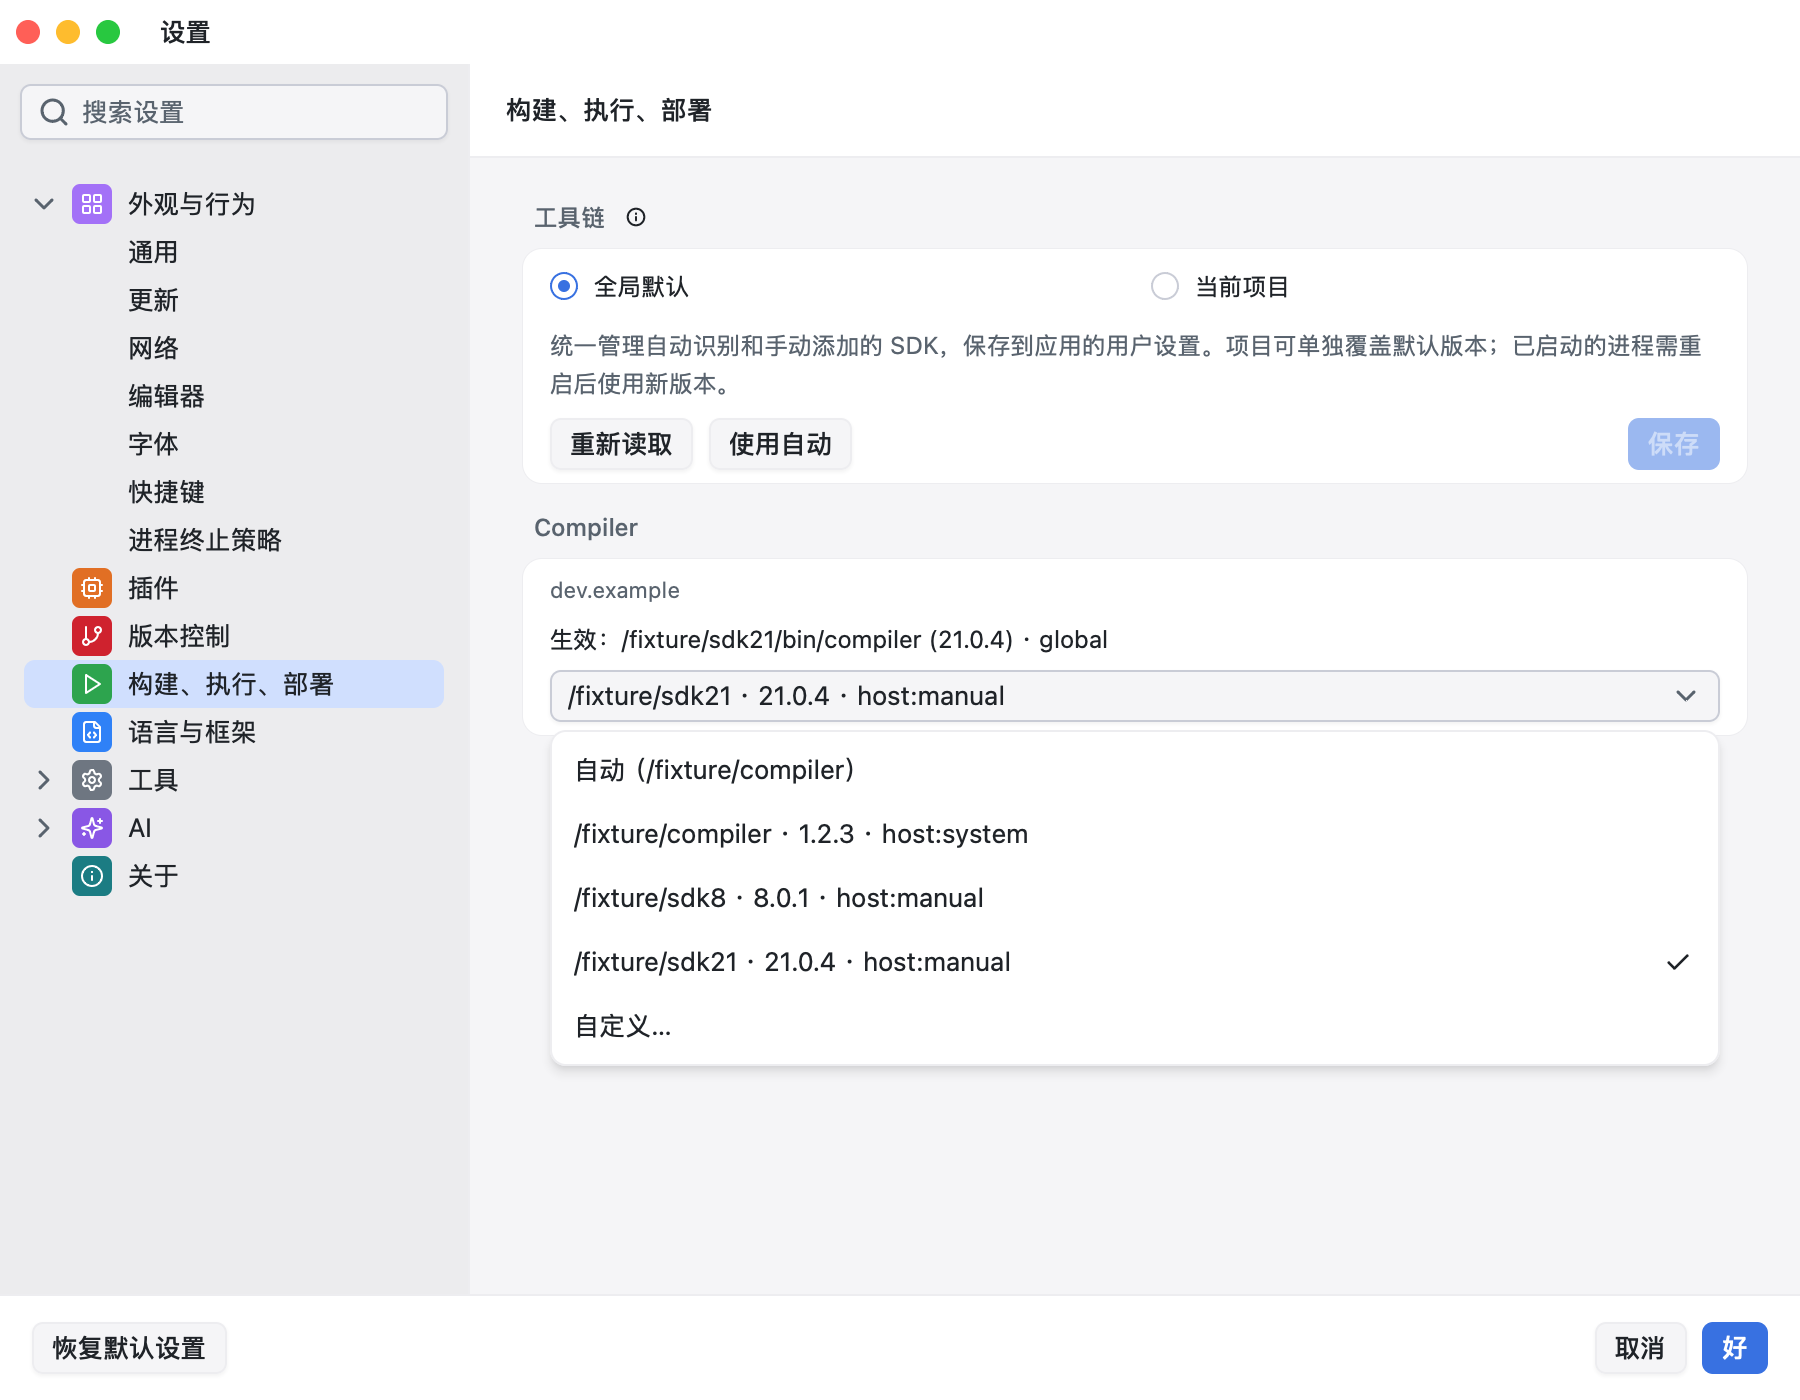 设置
搜索设置
外观与行为
通用
更新
网络
编辑器
字体
快捷键
进程终止策略
插件
版本控制
构建、执行、部署
语言与框架
工具
AI
关于
构建、执行、部署
工具链
全局默认
当前项目
统一管理自动识别和手动添加的 SDK，保存到应用的用户设置。项目可单独覆盖默认版本；已启动的进程需重
启后使用新版本。
重新读取
使用自动
保存
Compiler
dev.example
生效：/fixture/sdk21/bin/compiler (21.0.4) · global
/fixture/sdk21 · 21.0.4 · host:manual
自动（/fixture/compiler）
/fixture/compiler · 1.2.3 · host:system
/fixture/sdk8 · 8.0.1 · host:manual
/fixture/sdk21 · 21.0.4 · host:manual
自定义...
恢复默认设置
取消
好